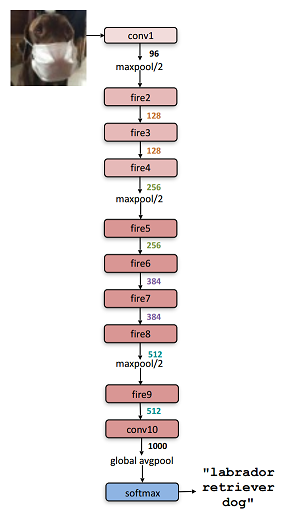 conv1
96
maxpool/2
fire2
128
fire3
128
fire4
256
maxpool/2
fire5
256
fire6
384
fire7
384
fire8
512
maxpool/2
fire9
512
conv10
1000
global avgpool
softmax
"labrador
retriever
dog"